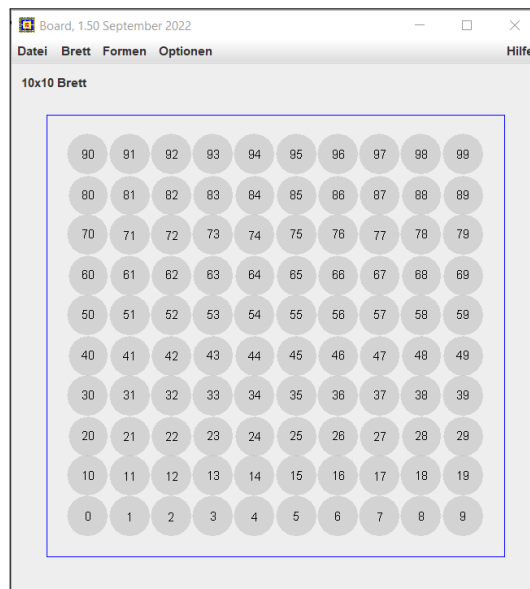 Board, 1.50 September 2022
Datei Brett Formen Optionen Hilfe
10x10 Brett
90 91 92 93 94 95 96 97 98 99
80 81 82 83 84 85 86 87 88 89
70 71 72 73 74 75 76 77 78 79
60 61 62 63 64 65 66 67 68 69
50 51 52 53 54 55 56 57 58 59
40 41 42 43 44 45 46 47 48 49
30 31 32 33 34 35 36 37 38 39
20 21 22 23 24 25 26 27 28 29
10 11 12 13 14 15 16 17 18 19
0 1 2 3 4 5 6 7 8 9